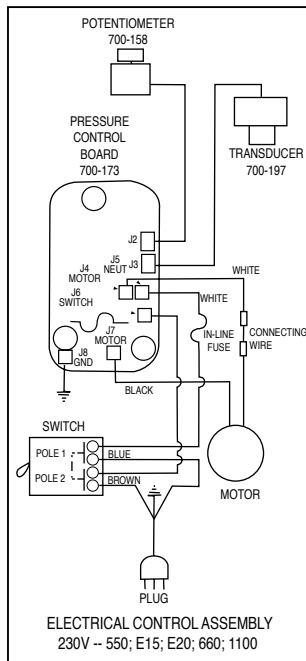 POTENTIOMETER
700-158
PRESSURE
CONTROL
BOARD
700-173
TRANSDUCER
700-197
J2
J5
NEUT
J3
J4
MOTOR
J6
SWITCH
WHITE
WHITE
IN-LINE
FUSE
CONNECTING
WIRE
J7
MOTOR
J8
GND
BLACK
SWITCH
POLE 1
BLUE
POLE 2
BROWN
MOTOR
PLUG
ELECTRICAL CONTROL ASSEMBLY
230V -- 550; E15; E20; 660; 1100